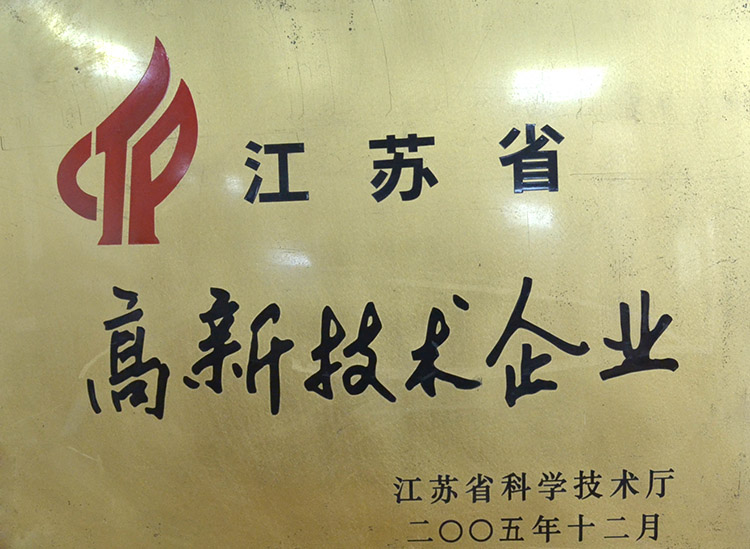 江苏省
高新技术企业
江苏省科学技术厅
二〇〇五年十二月